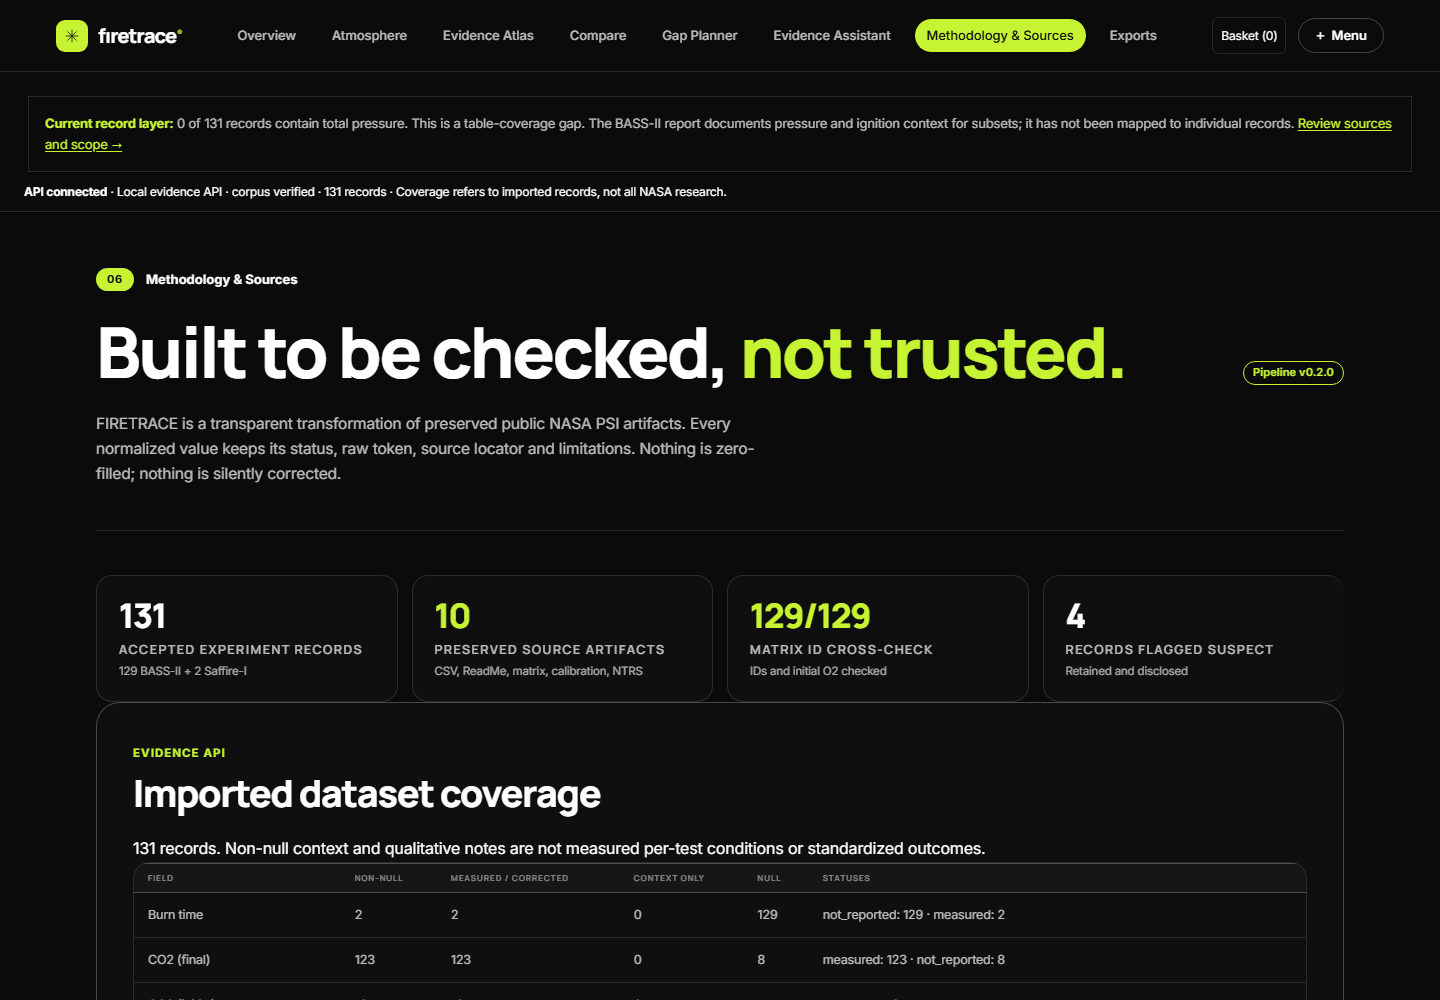 firetrace
Overview
Atmosphere
Evidence Atlas
Compare
Gap Planner
Evidence Assistant
Methodology & Sources
Exports
Basket (0)
+ Menu
Current record layer: 0 of 131 records contain total pressure. This is a table-coverage gap. The BASS-II report documents pressure and ignition context for subsets; it has not been mapped to individual records. Review sources
and scope →
API connected · Local evidence API · corpus verified · 131 records · Coverage refers to imported records, not all NASA research.
06 Methodology & Sources
Built to be checked, not trusted.
Pipeline v0.2.0
FIRETRACE is a transparent transformation of preserved public NASA PSI artifacts. Every
normalized value keeps its status, raw token, source locator and limitations. Nothing is zero-
filled; nothing is silently corrected.
131
ACCEPTED EXPERIMENT RECORDS
129 BASS-II + 2 Saffire-I
10
PRESERVED SOURCE ARTIFACTS
CSV, ReadMe, matrix, calibration, NTRS
129/129
MATRIX ID CROSS-CHECK
IDs and initial O2 checked
4
RECORDS FLAGGED SUSPECT
Retained and disclosed
EVIDENCE API
Imported dataset coverage
131 records. Non-null context and qualitative notes are not measured per-test conditions or standardized outcomes.
FIELD NON-NULL MEASURED / CORRECTED CONTEXT ONLY NULL STATUSES
Burn time 2 2 0 129 not_reported: 129 · measured: 2
CO2 (final) 123 123 0 8 measured: 123 · not_reported: 8